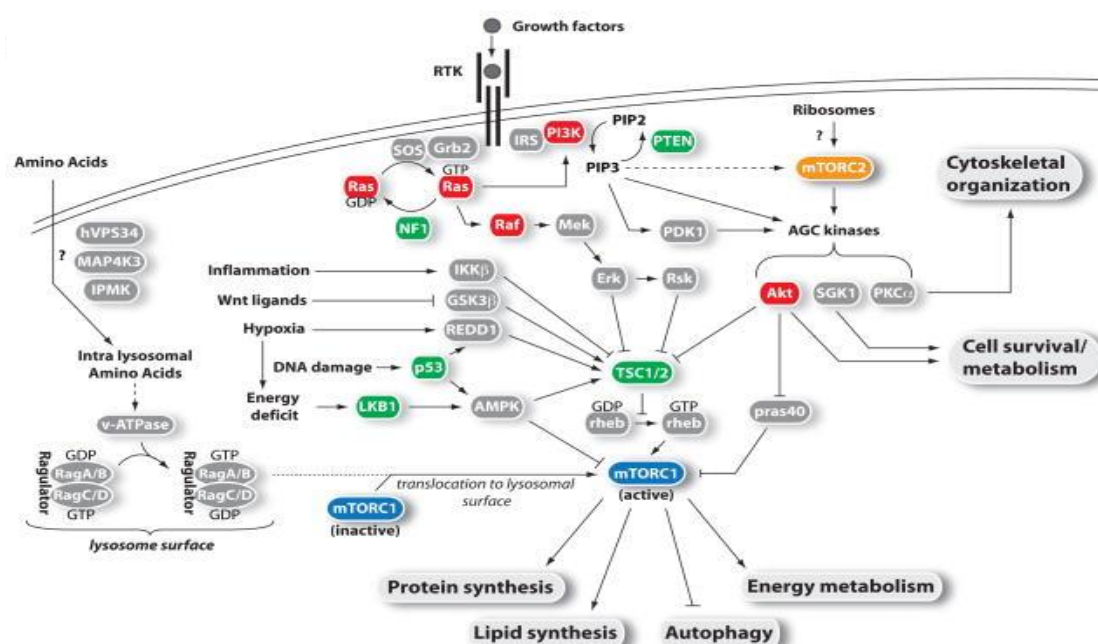 Growth factors
RTK
Amino Acids
hVPS34
?
MAP4K3
IPMK
SOS
Grb2
Ras
GDP
GTP
Ras
NF1
IRS
PI3K
PIP2
PTEN
PIP3
Ribosomes
?
mTORC2
Cytoskeletal
organization
Raf
Mek
PDK1
AGC kinases
Inflammation
IKKβ
Erk
Rsk
Akt
SGK1
PKCα
Wnt ligands
GSK3β
Hypoxia
REDD1
DNA damage
p53
TSC1/2
Cell survival/
metabolism
Intra lysosomal
Amino Acids
Energy
deficit
LKB1
AMPK
GDP
rheb
GTP
rheb
pras40
v-ATPase
Ragulator
GDP
RagA/B
RagC/D
GTP
Ragulator
GTP
RagA/B
RagC/D
GDP
lysosome surface
translocation to lysosomal
surface
mTORC1
(inactive)
mTORC1
(active)
Protein synthesis
Energy metabolism
Lipid synthesis
Autophagy